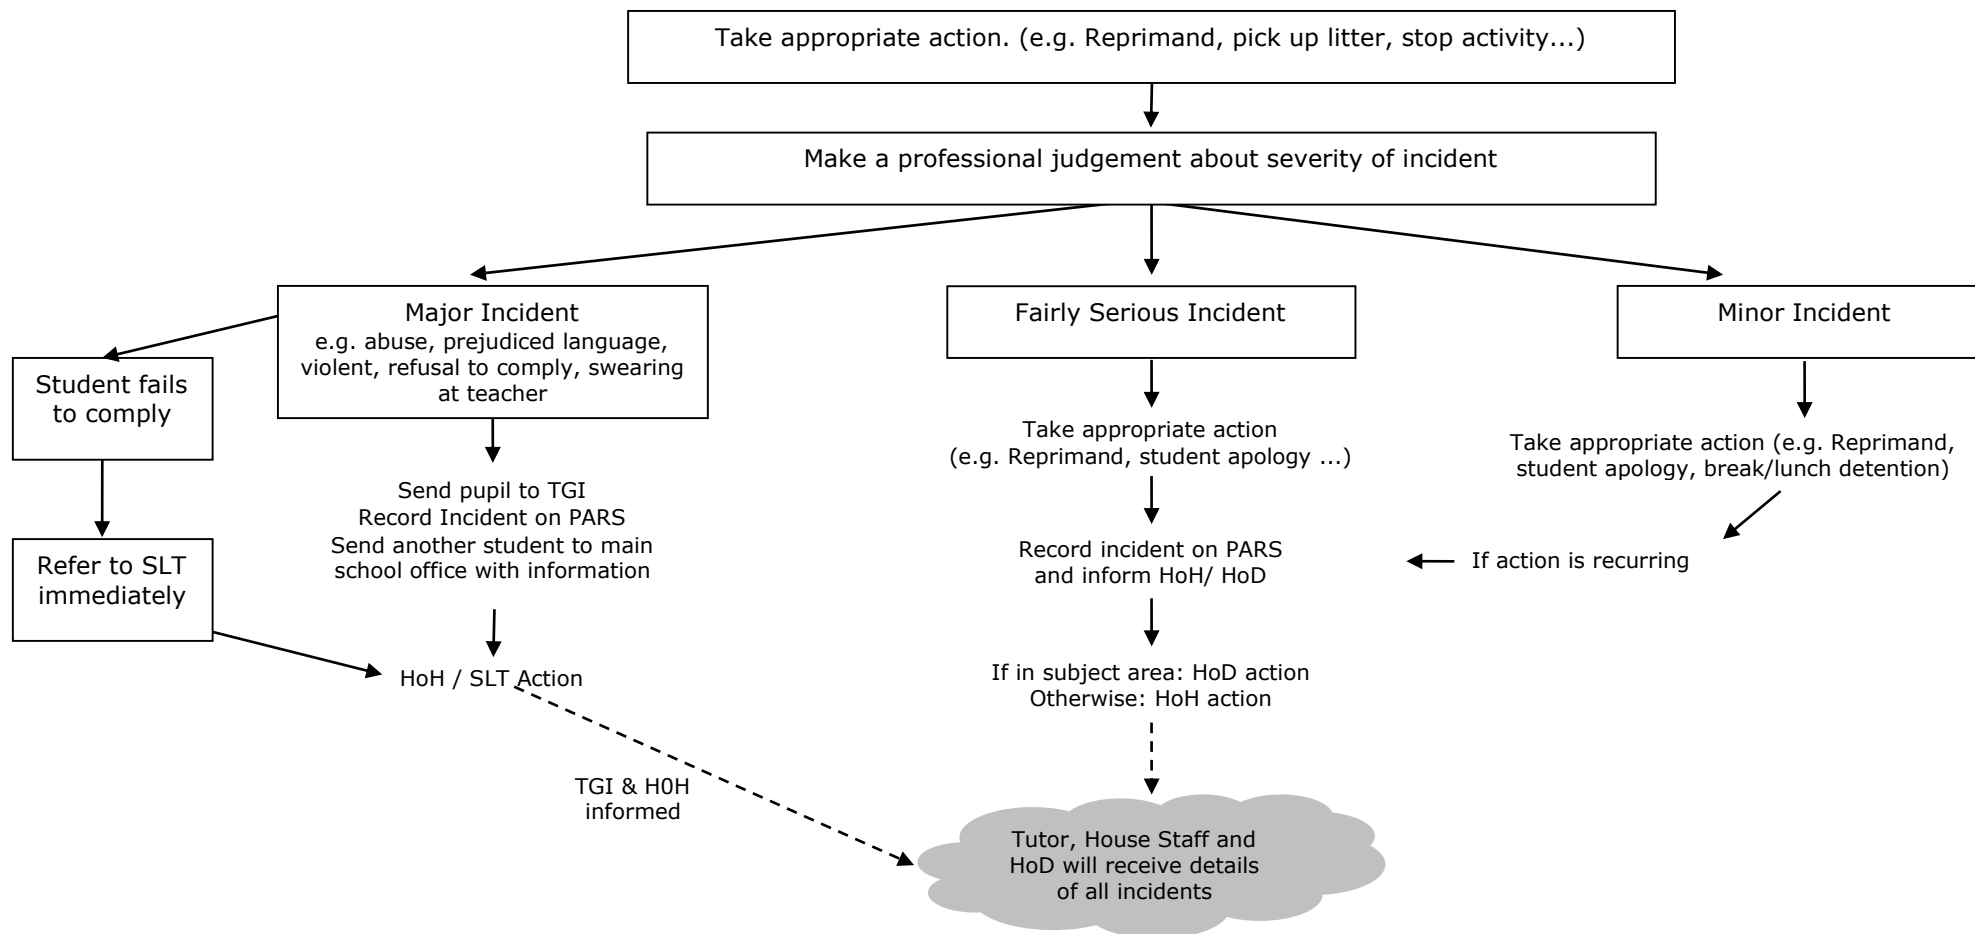 Take appropriate action. (e.g. Reprimand, pick up litter, stop activity...)
Make a professional judgement about severity of incident
Major Incident
e.g. abuse, prejudiced language,
violent, refusal to comply, swearing
at teacher
Fairly Serious Incident
Minor Incident
Student fails
to comply
Take appropriate action
(e.g. Reprimand, student apology ...)
Take appropriate action (e.g. Reprimand,
student apology, break/lunch detention)
Send pupil to TGI
Record Incident on PARS
Send another student to main
school office with information
Refer to SLT
immediately
Record incident on PARS
and inform HoH/ HoD
If action is recurring
HoH / SLT Action
If in subject area: HoD action
Otherwise: HoH action
TGI & H0H
informed
Tutor, House Staff and
HoD will receive details
of all incidents